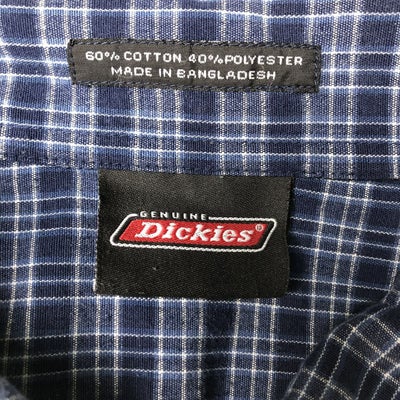 60% COTTON 40% POLYESTER
MADE IN BANGLADESH
GENUINE
Dickies®